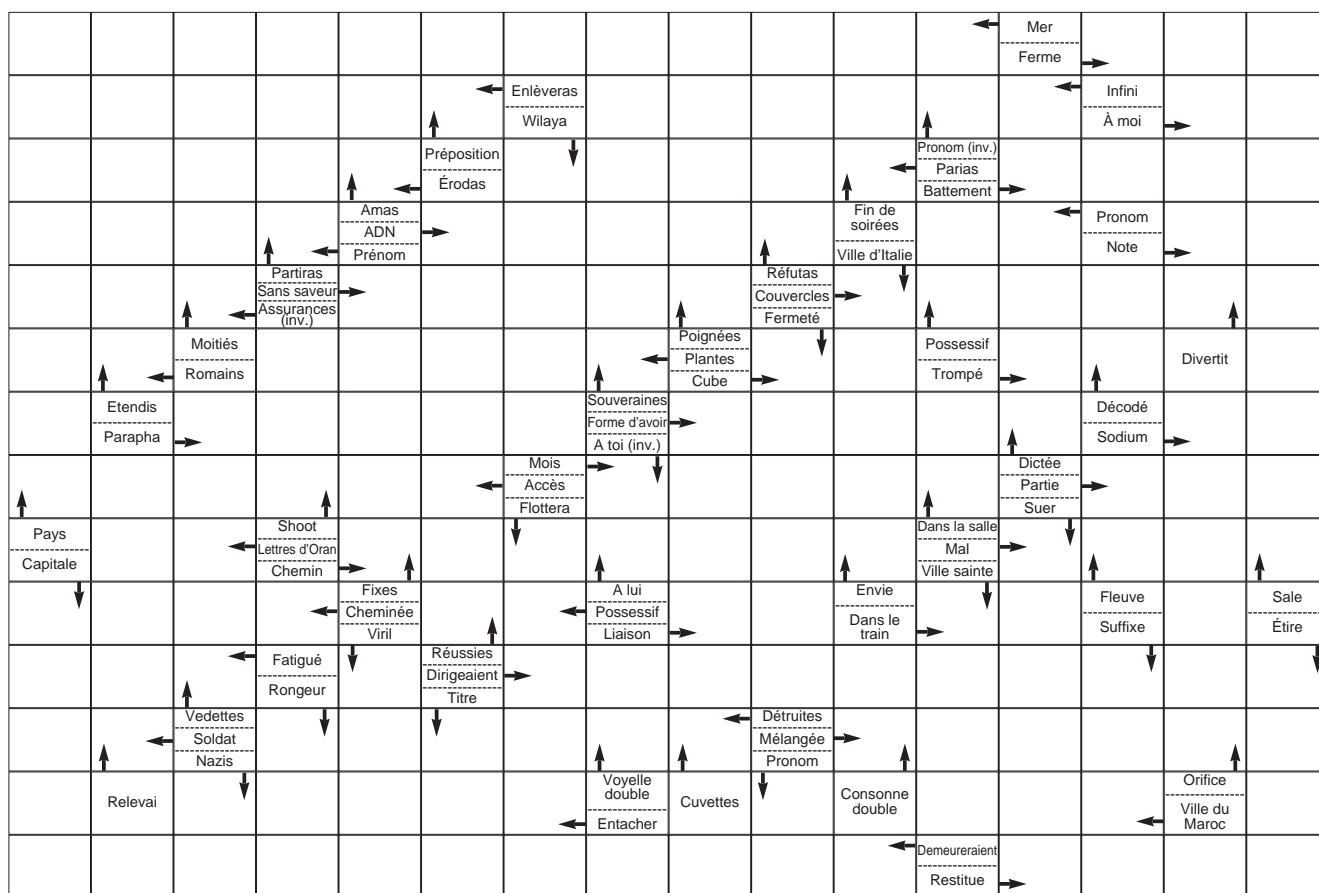 Mer
Ferme
Enlèveras
Wilaya
Infini
À moi
Préposition
Érodas
Pronom (inv.)
Parias
Battement
Amas
ADN
Prénom
Fin de
soirées
Ville d'Italie
Pronom
Note
Partiras
Sans saveur
Assurances
(inv.)
Réfutas
Couvercles
Fermeté
Moitiés
Romains
Poignées
Plantes
Cube
Possessif
Trompé
Divertit
Etendis
Parapha
Souveraines
Forme d'avoir
A toi (inv.)
Décodé
Sodium
Mois
Accès
Flottera
Dictée
Partie
Suer
Pays
Capitale
Shoot
Lettres d'Oran
Chemin
Dans la salle
Mal
Ville sainte
Fixes
Cheminée
Viril
A lui
Possessif
Liaison
Envie
Dans le
train
Fleuve
Suffixe
Sale
Étire
Fatigué
Rongeur
Réussies
Dirigeaient
Titre
Vedettes
Soldat
Nazis
Détruites
Mélangée
Pronom
Relevai
Voyelle
double
Entacher
Cuvettes
Consonne
double
Orifice
Ville du
Maroc
Demeureraient
Restitue